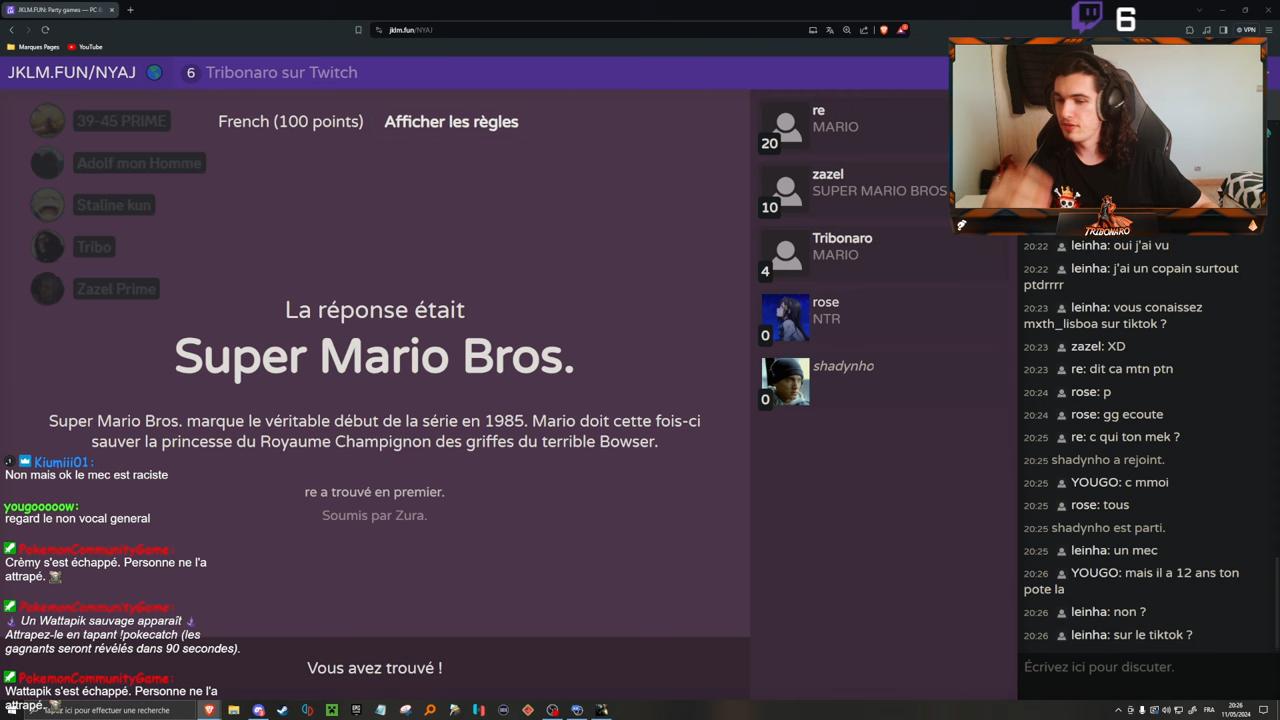 JKLM.FUN: Party games — PC B
jklm.fun/NYAJ
VPN
Marques Pages
YouTube
6
JKLM.FUN/NYAJ
6 Tribonaro sur Twitch
39-45 PRIME
Adolf mon Homme
Staline kun
Tribo
Zazel Prime
French (100 points) Afficher les règles
La réponse était
Super Mario Bros.
Super Mario Bros. marque le véritable début de la série en 1985. Mario doit cette fois-ci
sauver la princesse du Royaume Champignon des griffes du terrible Bowser.
re a trouvé en premier.
Soumis par Zura.
Vous avez trouvé !
Kiumiii01:
Non mais ok le mec est raciste
yougooooow:
regard le non vocal general
PokemonCommunityGame:
Crèmy s'est échappé. Personne ne l'a
attrapé.
PokemonCommunityGame:
Un Wattapik sauvage apparaît
Attrapez-le en tapant !pokecatch (les
gagnants seront révélés dans 90 secondes).
PokemonCommunityGame:
Wattapik s'est échappé. Personne ne l'a
attrapé.
re
MARIO
20
zazel
SUPER MARIO BROS
10
Tribonaro
MARIO
4
rose
NTR
0
shadynho
0
TRIBONARO
20:22 leinha: oui j'ai vu
20:22 leinha: j'ai un copain surtout
ptdrrrr
20:23 leinha: vous conaissez
mxth_lisboa sur tiktok ?
20:23 zazel: XD
20:23 re: dit ca mtn ptn
20:24 rose: p
20:24 rose: gg ecoute
20:25 re: c qui ton mek ?
20:25 shadynho a rejoint.
20:25 YOUGO: c mmoi
20:25 rose: tous
20:25 shadynho est parti.
20:25 leinha: un mec
20:26 YOUGO: mais il a 12 ans ton
pote la
20:26 leinha: non ?
20:26 leinha: sur le tiktok ?
Écrivez ici pour discuter.
ici pour effectuer une recherche
FRA
20:26
11/05/2024